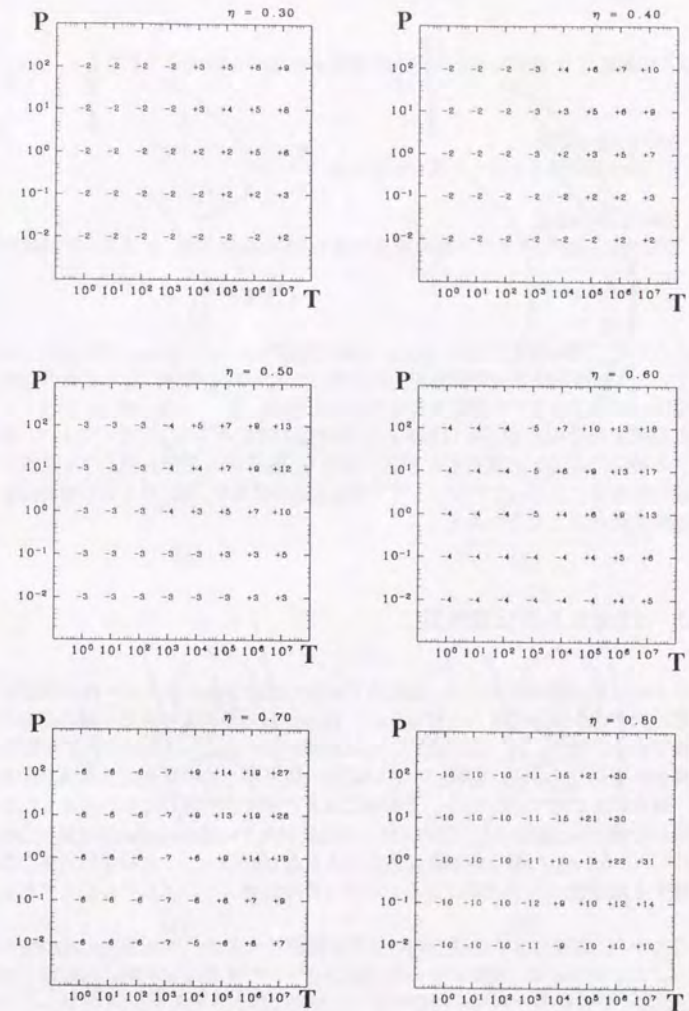 P
η = 0.30
10² -2 -2 -2 -2 +3 +5 +6 +9
10¹ -2 -2 -2 -2 +3 +4 +5 +8
10⁰ -2 -2 -2 -2 +2 +2 +5 +6
10⁻¹ -2 -2 -2 -2 -2 +2 +2 +3
10⁻² -2 -2 -2 -2 -2 -2 -3 +2
10⁰ 10¹ 10² 10³ 10⁴ 10⁵ 10⁶ 10⁷ T
P
η = 0.40
10² -2 -2 -2 -3 +4 +6 +7 +10
10¹ -2 -2 -2 -3 +3 +5 +6 +9
10⁰ -2 -2 -2 -3 +2 +3 +5 +7
10⁻¹ -2 -2 -2 -2 -2 +2 +2 +3
10⁻² -2 -2 -2 -2 -2 -2 +2 +2
10⁰ 10¹ 10² 10³ 10⁴ 10⁵ 10⁶ 10⁷ T
P
η = 0.50
10² -3 -3 -3 -4 +5 +7 +9 +13
10¹ -3 -3 -3 -4 +4 +7 +9 +12
10⁰ -3 -3 -3 -4 +3 +5 +7 +10
10⁻¹ -3 -3 -3 -3 -3 +3 +3 +5
10⁻² -3 -3 -3 -3 -3 -3 +3 +3
10⁰ 10¹ 10² 10³ 10⁴ 10⁵ 10⁶ 10⁷ T
P
η = 0.60
10² -4 -4 -4 -5 +7 +10 +13 +18
10¹ -4 -4 -4 -5 +6 +9 +13 +17
10⁰ -4 -4 -4 -5 +4 +6 +9 +13
10⁻¹ -4 -4 -4 -4 -4 +4 +5 +6
10⁻² -4 -4 -4 -4 -4 -4 +4 +5
10⁰ 10¹ 10² 10³ 10⁴ 10⁵ 10⁶ 10⁷ T
P
η = 0.70
10² -6 -6 -6 -7 +9 +14 +19 +27
10¹ -6 -6 -6 -7 +9 +13 +19 +26
10⁰ -6 -6 -6 -7 +6 +9 +14 +19
10⁻¹ -6 -6 -6 -7 -6 +6 +7 +9
10⁻² -6 -6 -6 -7 -5 -6 +6 +7
10⁰ 10¹ 10² 10³ 10⁴ 10⁵ 10⁶ 10⁷ T
P
η = 0.80
10² -10 -10 -10 -11 -15 +21 +30
10¹ -10 -10 -10 -11 +15 +21 +30
10⁰ -10 -10 -10 -11 +10 +15 +22 +31
10⁻¹ -10 -10 -10 -12 +9 +10 +12 +14
10⁻² -10 -10 -10 -11 -9 -10 +10 +10
10⁰ 10¹ 10² 10³ 10⁴ 10⁵ 10⁶ 10⁷ T